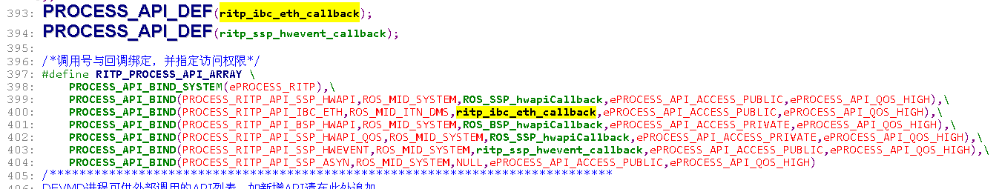 393: PROCESS_API_DEF(ritp_ibc_eth_callback);
394: PROCESS_API_DEF(ritp_ssp_hwevent_callback);
395:
396: /*调用号与回调绑定，并指定访问权限*/
397: #define RITP_PROCESS_API_ARRAY \
398: PROCESS_API_BIND_SYSTEM(ePROCESS_RITP),\
399: PROCESS_API_BIND(PROCESS_RITP_API_SSP_HWAPI,ROS_MID_SYSTEM,ROS_SSP_hwapiCallback,ePROCESS_API_ACCESS_PUBLIC,ePROCESS_API_QOS_HIGH),\
400: PROCESS_API_BIND(PROCESS_RITP_API_IBC_ETH,ROS_MID_ITN_DMS,ritp_ibc_eth_callback,ePROCESS_API_ACCESS_PUBLIC,ePROCESS_API_QOS_HIGH),\
401: PROCESS_API_BIND(PROCESS_RITP_API_BSP_HWAPI,ROS_MID_SYSTEM,ROS_BSP_hwapiCallback,ePROCESS_API_ACCESS_PRIVATE,ePROCESS_API_QOS_HIGH),\
402: PROCESS_API_BIND(PROCESS_RITP_API_SSP_HWAPI_QOS,ROS_MID_SYSTEM,ROS_SSP_hwapiCallback,ePROCESS_API_ACCESS_PRIVATE,ePROCESS_API_QOS_HIGH),\
403: PROCESS_API_BIND(PROCESS_RITP_API_SSP_HWEVENT,ROS_MID_SYSTEM,ritp_ssp_hwevent_callback,ePROCESS_API_ACCESS_PUBLIC,ePROCESS_API_QOS_HIGH),\
404: PROCESS_API_BIND(PROCESS_RITP_API_SSP_ASYN,ROS_MID_SYSTEM,NULL,ePROCESS_API_ACCESS_PUBLIC,ePROCESS_API_QOS_HIGH)
405: /****************************************************************************
406: DEVMD进程可供外部调用的API列表，如新增API请在此处追加